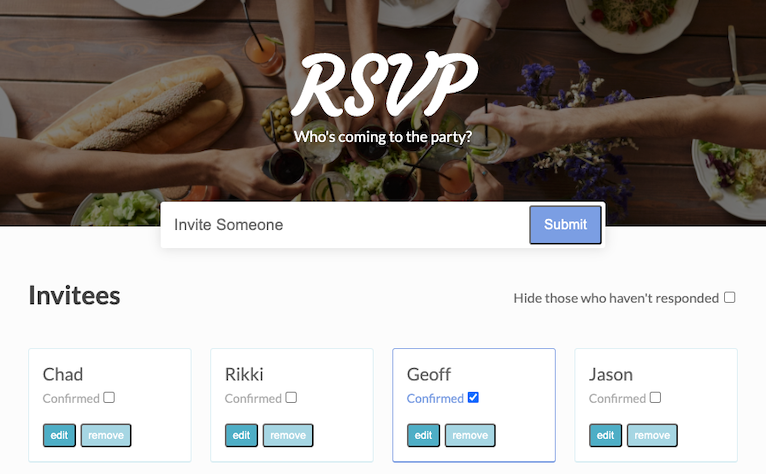 RSVP
Who's coming to the party?
Invite Someone
Submit
Invitees
Hide those who haven't responded
Chad
Confirmed
edit remove
Rikki
Confirmed
edit remove
Geoff
Confirmed
edit remove
Jason
Confirmed
edit remove